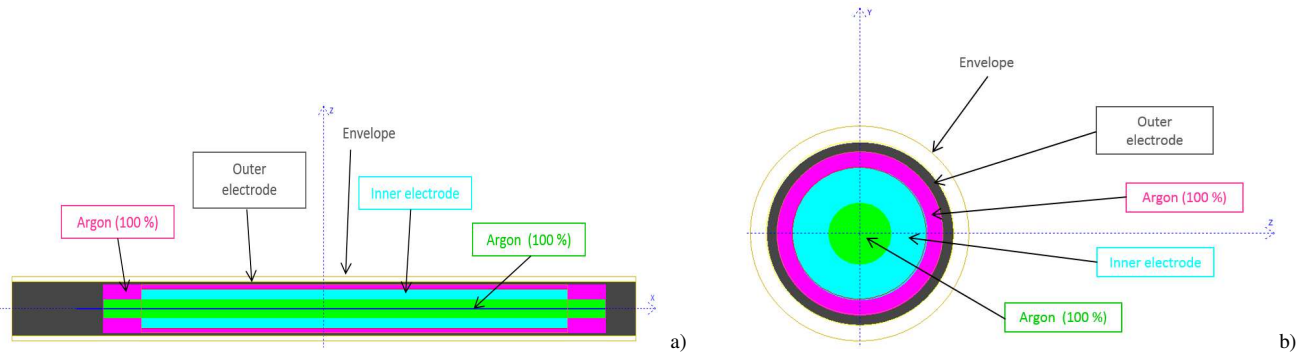 Z
Envelope
Outer
electrode
Inner electrode
Argon (100 %)
Argon (100 %)
X
a)
Y
Envelope
Outer
electrode
Argon (100 %)
Z
Inner electrode
Argon (100 %)
b)